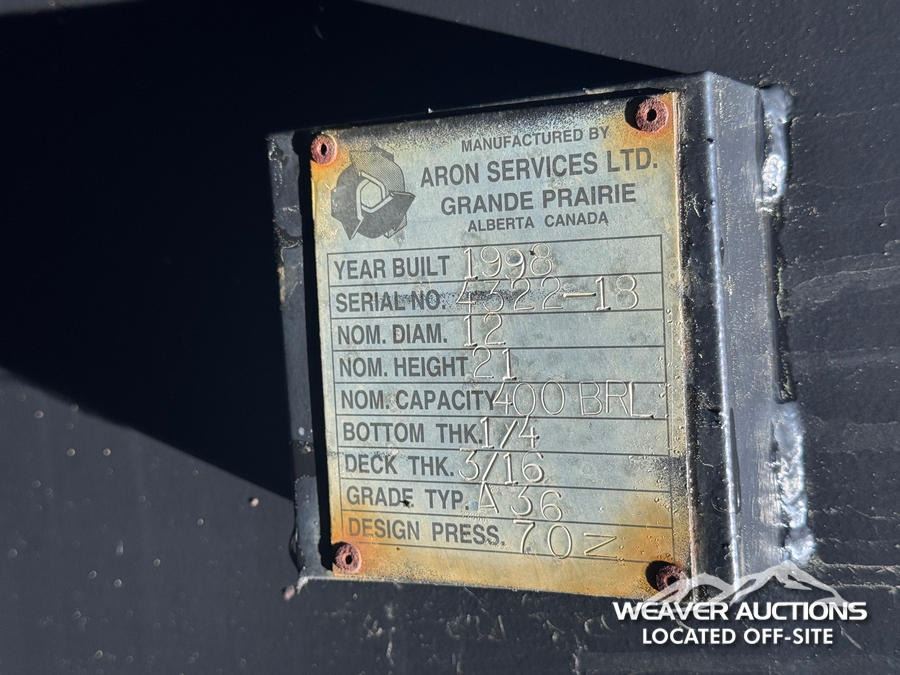 MANUFACTURED BY
ARON SERVICES LTD.
GRANDE PRAIRIE
ALBERTA CANADA
YEAR BUILT 1998
SERIAL NO. 4322-18
NOM. DIAM. 12
NOM. HEIGHT 21
NOM. CAPACITY 400 BRL
BOTTOM THK. 1/4
DECK THK. 3/16
GRADE TYP. A 36
DESIGN PRESS. 7 OZ
WEAVER AUCTIONS
LOCATED OFF-SITE